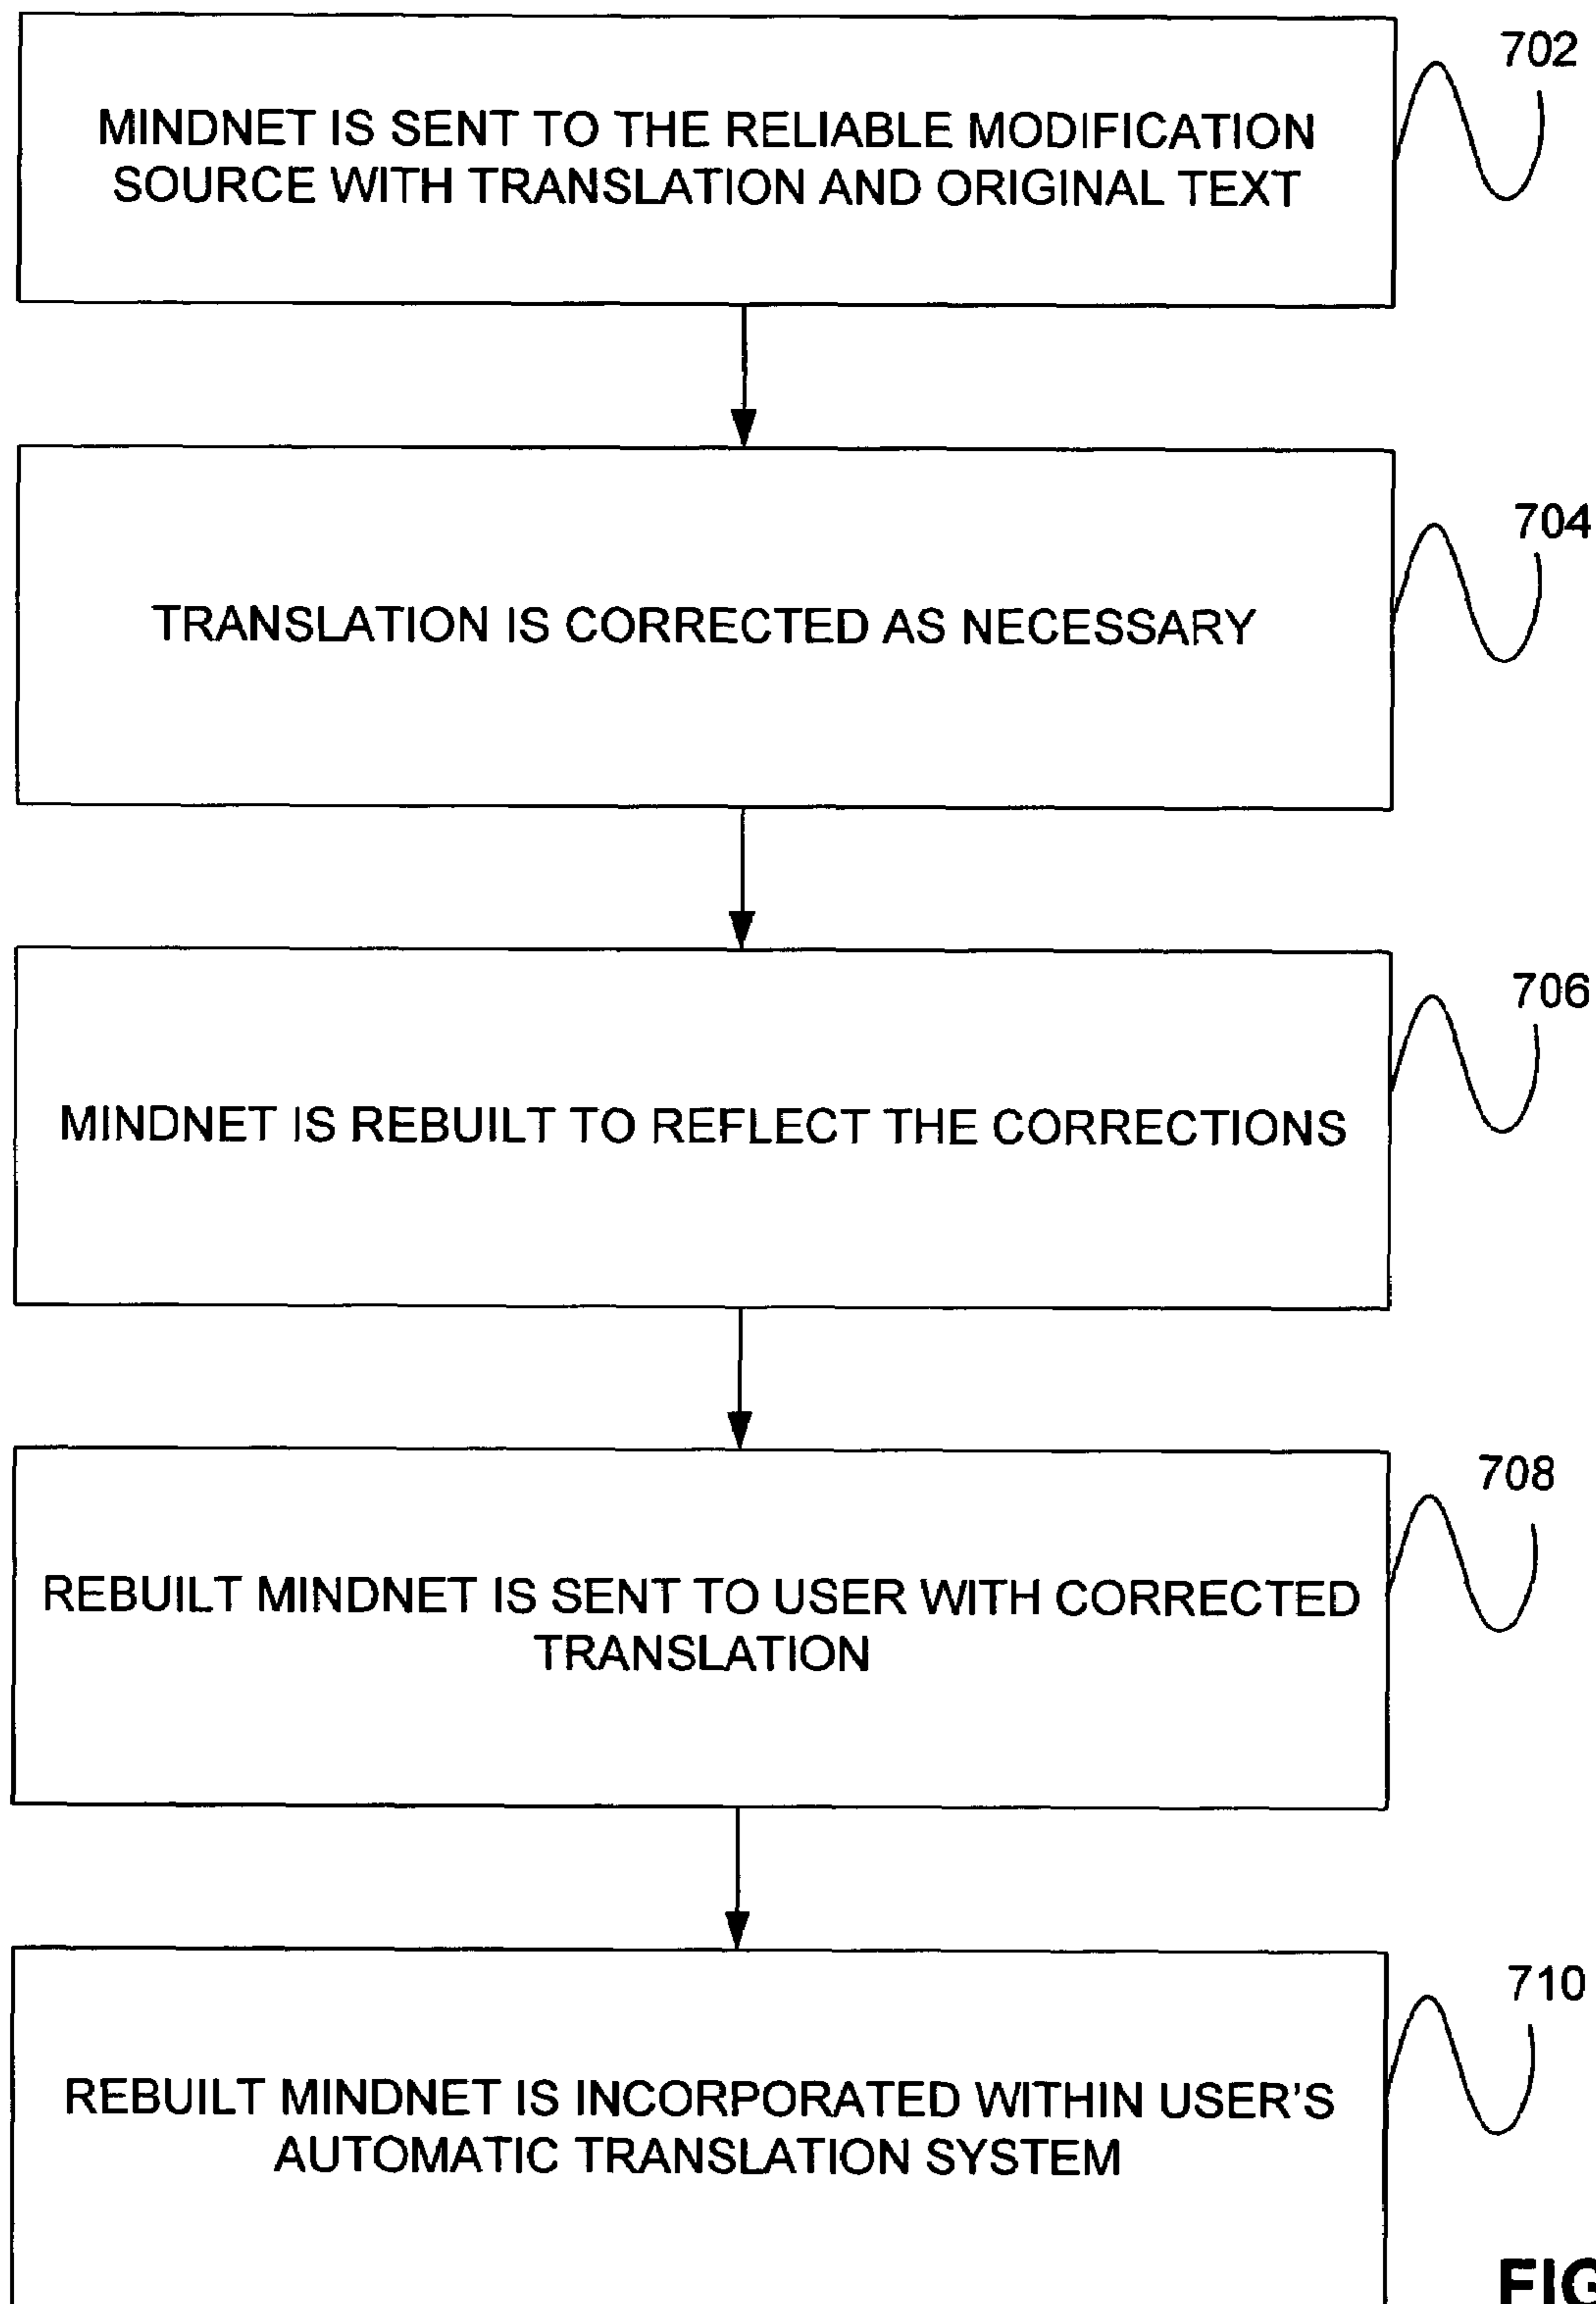 702
MINDNET IS SENT TO THE RELIABLE MODIFICATION
SOURCE WITH TRANSLATION AND ORIGINAL TEXT
704
TRANSLATION IS CORRECTED AS NECESSARY
706
MINDNET IS REBUILT TO REFLECT THE CORRECTIONS
708
REBUILT MINDNET IS SENT TO USER WITH CORRECTED
TRANSLATION
710
REBUILT MINDNET IS INCORPORATED WITHIN USER'S
AUTOMATIC TRANSLATION SYSTEM
FIG